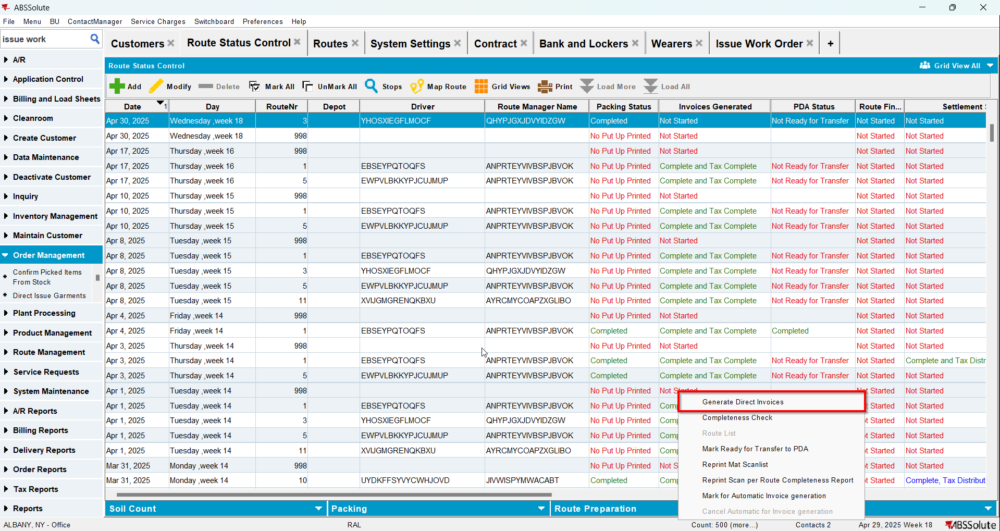 ABSSolute
File Menu BU ContactManager Service Charges Switchboard Preferences Help
issue work
Customers Route Status Control Routes System Settings Contract Bank and Lockers Wearers Issue Work Order +
Route Status Control Grid View All
Add Modify Delete Mark All UnMark All Stops Map Route Grid Views Print Load More Load All
A/R
Application Control
Billing and Load Sheets
Cleanroom
Create Customer
Data Maintenance
Deactivate Customer
Inquiry
Inventory Management
Maintain Customer
Order Management
Confirm Picked Items
From Stock
Direct Issue Garments
Plant Processing
Product Management
Route Management
Service Requests
System Maintenance
A/R Reports
Billing Reports
Delivery Reports
Order Reports
Tax Reports
Reports
Date 1 Day RouteNr Depot Driver Route Manager Name Packing Status Invoices Generated PDA Status Route Fin... Settlement
Apr 30, 2025 Wednesday ,week 18 3 YHOSXIEGFLMOCF QHYPJGXJDVYIDZGW Completed Not Started Not Ready for Transfer Not Started Not Started
Apr 30, 2025 Wednesday ,week 18 998 No Put Up Printed Not Started Not Started Not Started
Apr 17, 2025 Thursday ,week 16 998 No Put Up Printed Not Started Not Started Not Started
Apr 17, 2025 Thursday ,week 16 1 EBSEYPQTOQFS ANPRTEYVIVBSPJBVOK No Put Up Printed Complete and Tax Complete Not Ready for Transfer Not Started Not Started
Apr 17, 2025 Thursday ,week 16 5 EWPVLBKKYPJCUJMUP ANPRTEYVIVBSPJBVOK No Put Up Printed Complete and Tax Complete Not Ready for Transfer Not Started Not Started
Apr 10, 2025 Thursday ,week 15 998 No Put Up Printed Not Started Not Started Not Started
Apr 10, 2025 Thursday ,week 15 1 EBSEYPQTOQFS ANPRTEYVIVBSPJBVOK No Put Up Printed Complete and Tax Complete Not Ready for Transfer Not Started Not Started
Apr 10, 2025 Thursday ,week 15 5 EWPVLBKKYPJCUJMUP ANPRTEYVIVBSPJBVOK No Put Up Printed Complete and Tax Complete Not Ready for Transfer Not Started Not Started
Apr 8, 2025 Tuesday ,week 15 998 No Put Up Printed Not Started Not Started Not Started
Apr 8, 2025 Tuesday ,week 15 1 EBSEYPQTOQFS ANPRTEYVIVBSPJBVOK No Put Up Printed Complete and Tax Complete Not Ready for Transfer Not Started Not Started
Apr 8, 2025 Tuesday ,week 15 3 YHOSXIEGFLMOCF QHYPJGXJDVYIDZGW No Put Up Printed Complete and Tax Complete Not Ready for Transfer Not Started Not Started
Apr 8, 2025 Tuesday ,week 15 5 EWPVLBKKYPJCUJMUP ANPRTEYVIVBSPJBVOK No Put Up Printed Complete and Tax Complete Not Ready for Transfer Not Started Not Started
Apr 8, 2025 Tuesday ,week 15 11 XVIJGMGRENQKBXU AYRCMYCOAPZXGLIBO No Put Up Printed Complete and Tax Complete Not Ready for Transfer Not Started Not Started
Apr 4, 2025 Friday ,week 14 998 No Put Up Printed Not Started Not Started Not Started
Apr 4, 2025 Friday ,week 14 1 EBSEYPQTOQFS ANPRTEYVIVBSPJBVOK Completed Complete and Tax Complete Completed Not Started Not Started
Apr 3, 2025 Thursday ,week 14 998 No Put Up Printed Not Started Not Started Not Started
Apr 3, 2025 Thursday ,week 14 1 EBSEYPQTOQFS ANPRTEYVIVBSPJBVOK Completed Complete and Tax Complete Not Ready for Transfer Not Started Complete and Tax Distr
Apr 3, 2025 Thursday ,week 14 5 EWPVLBKKYPJCUJMUP ANPRTEYVIVBSPJBVOK Completed Complete and Tax Complete Not Ready for Transfer Not Started Not Started
Apr 1, 2025 Tuesday ,week 14 998 No Put Up Printed Not Started Not Started Not Started
Apr 1, 2025 Tuesday ,week 14 1 EBSEYPQTOQFS ANPRTEYVIVBSPJBVOK No Put Up Printed Com t Started Not Started
Apr 1, 2025 Tuesday ,week 14 3 YHOSXIEGFLMOCF QHYPJGXJDVYIDZGW No Put Up Printed Comp ot Started Not Started
Apr 1, 2025 Tuesday ,week 14 5 EWPVLBKKYPJCUJMUP ANPRTEYVIVBSPJBVOK No Put Up Printed Comp ot Started Not Started
Apr 1, 2025 Tuesday ,week 14 11 XVIJGMGRENQKBXU AYRCMYCOAPZXGLIBO No Put Up Printed Comp ot Started Not Started
Mar 31, 2025 Monday ,week 14 998 No Put Up Printed Not S ot Started Not Started
Mar 31, 2025 Monday ,week 14 10 UYDKFFSYVYCWHJOVD JIVWISPYMWACABT Completed Comp ot Started Complete, Tax Distribut
Generate Direct Invoices
Completeness Check
Route List
Mark Ready for Transfer to PDA
Reprint Mat Scanlist
Reprint Scan per Route Completeness Report
Mark for Automatic Invoice generation
Cancel Automatic for Invoice generation
Soil Count Packing Route Preparation
ALBANY, NY - Office RAL Count: 500 (more...) Contacts 2 Apr 29, 2025 Week 18 ABSSolute